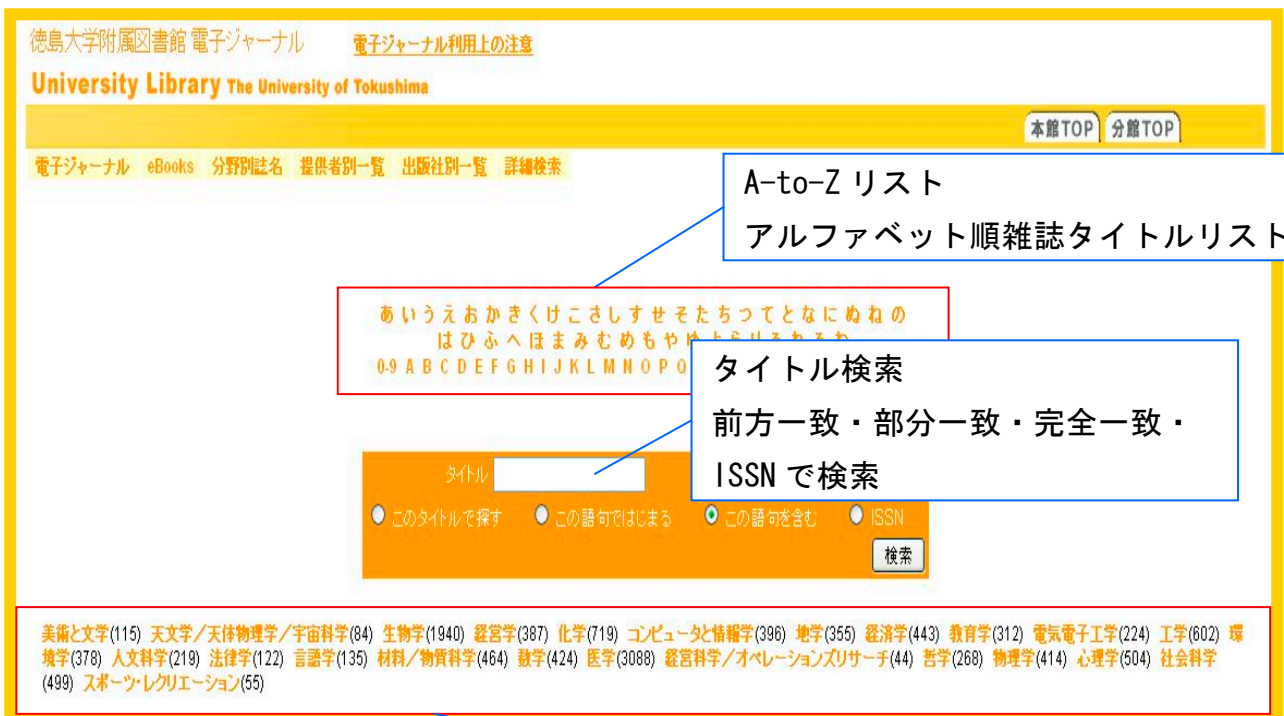 徳島大学附属図書館 電子ジャーナル 電子ジャーナル利用上の注意
University Library The University of Tokushima
本館TOP 分館TOP
電子ジャーナル eBooks 分野別誌名 提供者別一覧 出版社別一覧 詳細検索
A-to-Z リスト
アルファベット順雑誌タイトルリスト
あ い う え お か き く け こ さ し す せ そ た ち つ て と な に ぬ ね の
は ひ ふ へ ほ ま み む め も や ゆ よ ら り る れ ろ わ
0-9 A B C D E F G H I J K L M N O P Q
タイトル検索
前方一致・部分一致・完全一致・
ISSN で検索
タイトル
このタイトルで探す この語句ではじまる この語句を含む ISSN
検索
美術と文学(115) 天文学/天体物理学/宇宙科学(84) 生物学(1940) 経営学(387) 化学(719) コンピュータと情報学(396) 地学(355) 経済学(443) 教育学(312) 電気電子工学(224) 工学(602) 環
境学(378) 人文科学(219) 法律学(122) 言語学(135) 材料/物質科学(464) 数学(424) 医学(3088) 経営科学/オペレーションズリサーチ(44) 哲学(268) 物理学(414) 心理学(504) 社会科学
(499) スポーツ・レクリエーション(55)